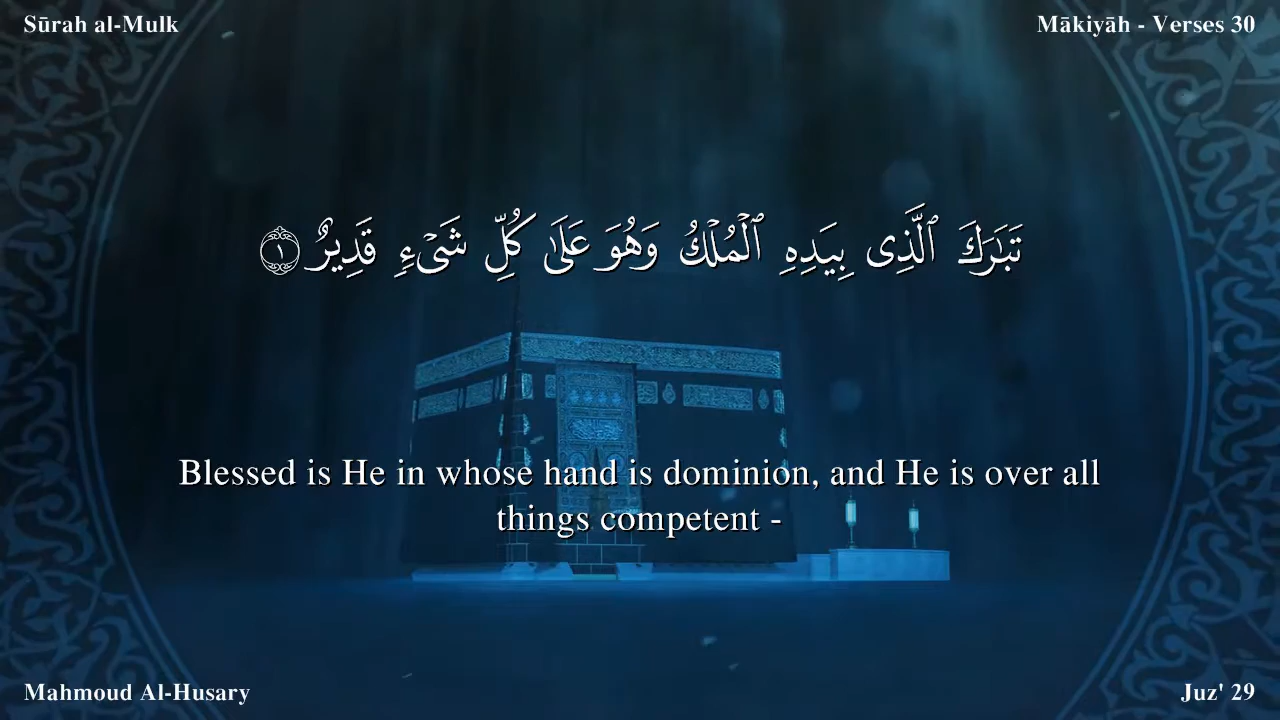 Sūrah al-Mulk
Mākiyāh - Verses 30
تَبَٰرَكَ ٱلَّذِى بِيَدِهِ ٱلْمُلْكُ وَهُوَ عَلَىٰ كُلِّ شَىْءٍ قَدِيرٌ ١
Blessed is He in whose hand is dominion, and He is over all
things competent -
Mahmoud Al-Husary
Juz' 29